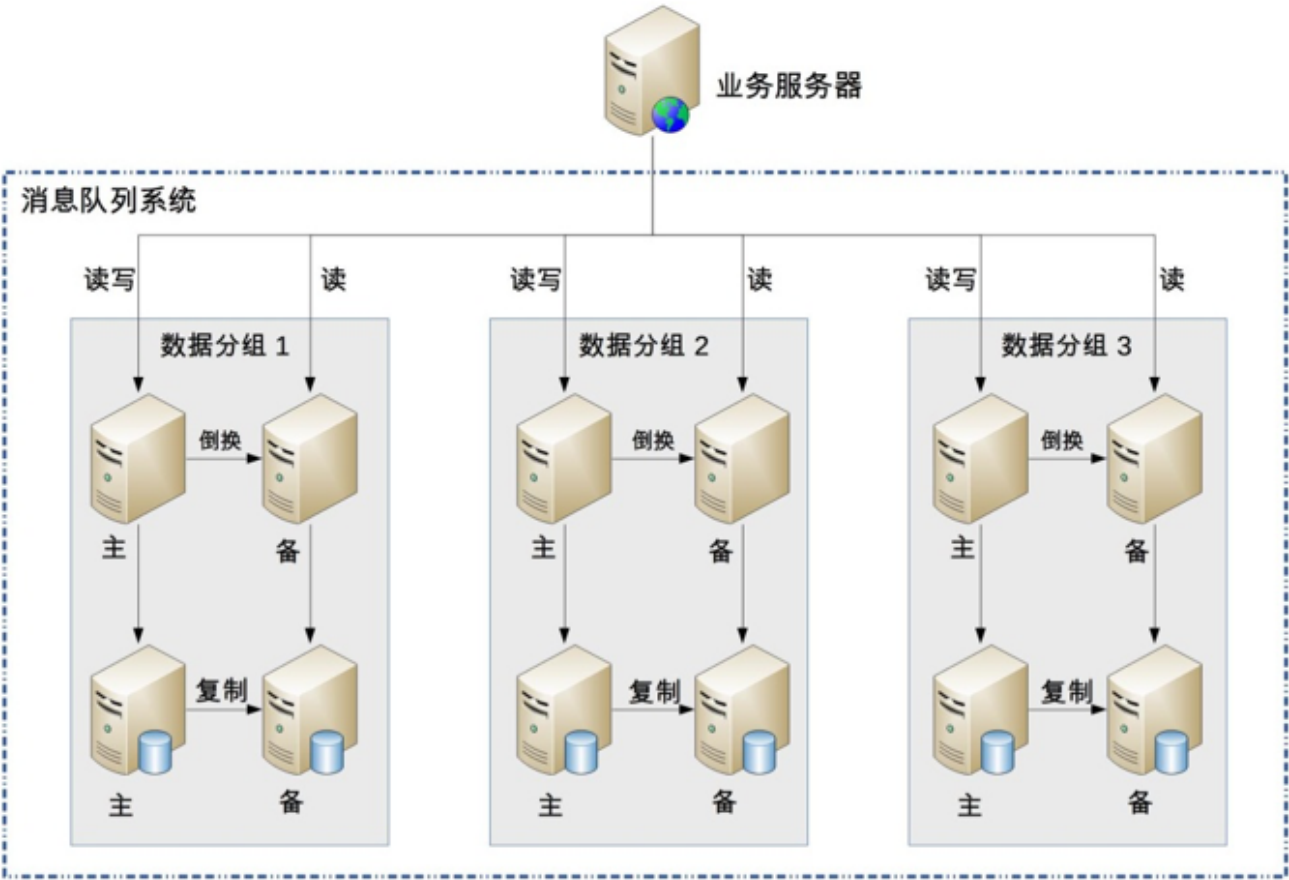 业务服务器
消息队列系统
读写 读 读写 读 读写 读
数据分组 1 数据分组 2 数据分组 3
倒换 倒换 倒换
主 备 主 备 主 备
复制 复制 复制
主 备 主 备 主 备